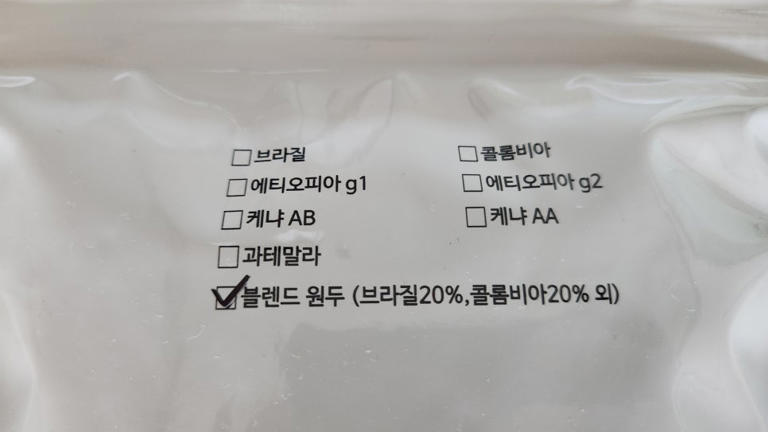 ☐브라질 ☐콜롬비아
☐에티오피아 g1 ☐에티오피아 g2
☐케냐 AB ☐케냐 AA
☐과테말라
☑블렌드 원두 (브라질20%,콜롬비아20% 외)